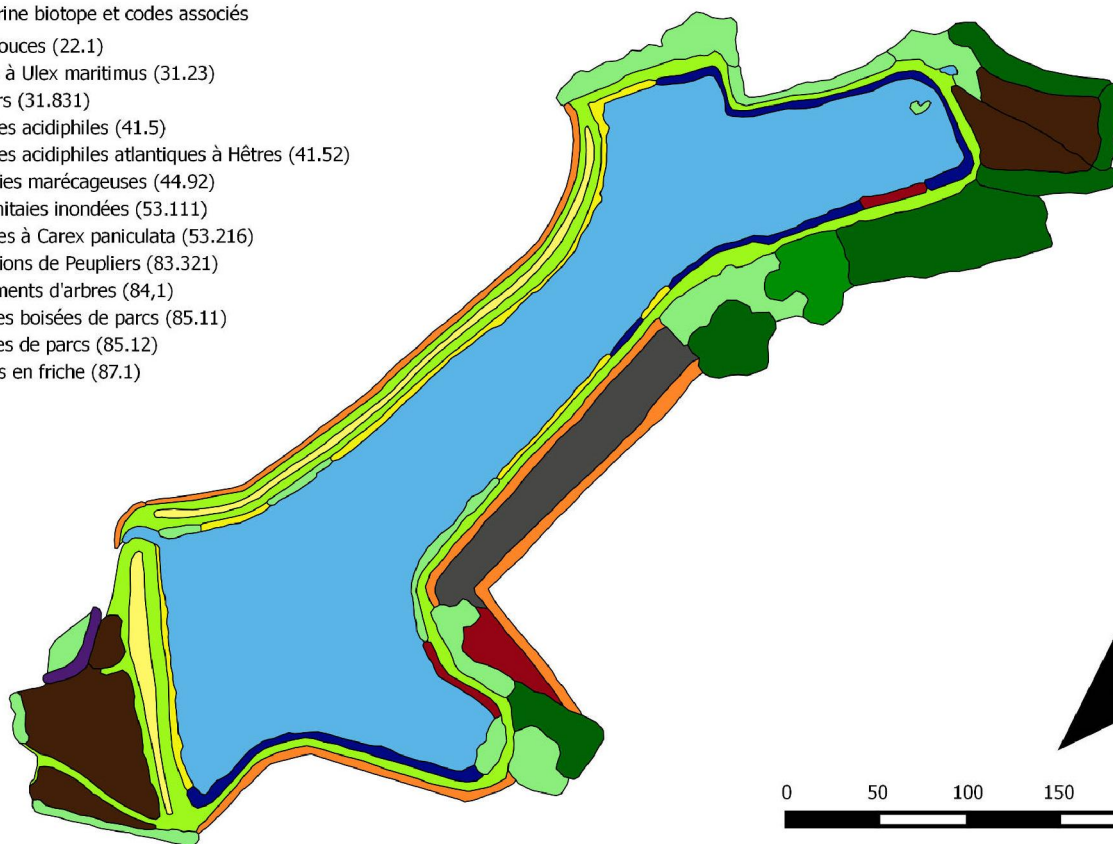 rine biotope et codes associés
ouces (22.1)
à Ulex maritimus (31.23)
rs (31.831)
es acidiphiles (41.5)
es acidiphiles atlantiques à Hêtres (41.52)
ies marécageuses (44.92)
mitaies inondées (53.111)
es à Carex paniculata (53.216)
ions de Peupliers (83.321)
ments d'arbres (84,1)
es boisées de parcs (85.11)
es de parcs (85.12)
s en friche (87.1)
0 50 100 150